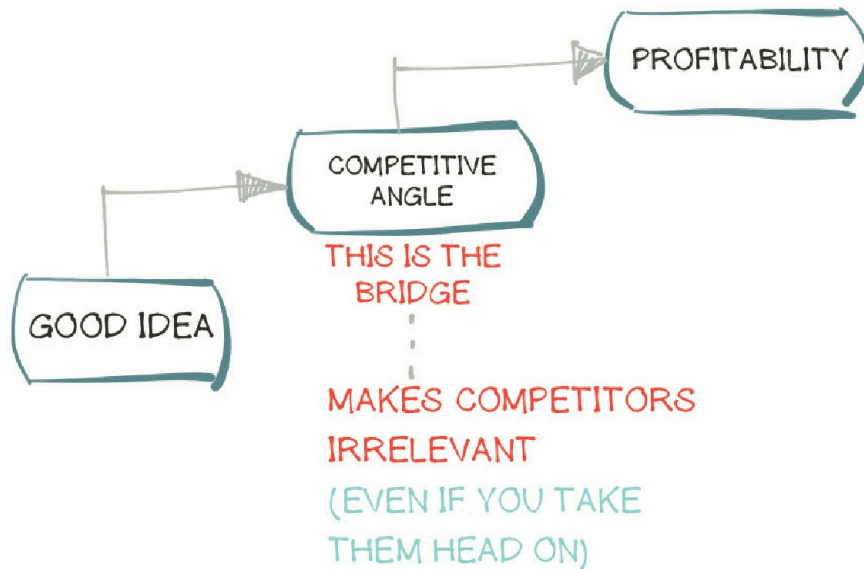 PROFITABILITY
COMPETITIVE
ANGLE
THIS IS THE
BRIDGE
GOOD IDEA
MAKES COMPETITORS
IRRELEVANT
(EVEN IF YOU TAKE
THEM HEAD ON)